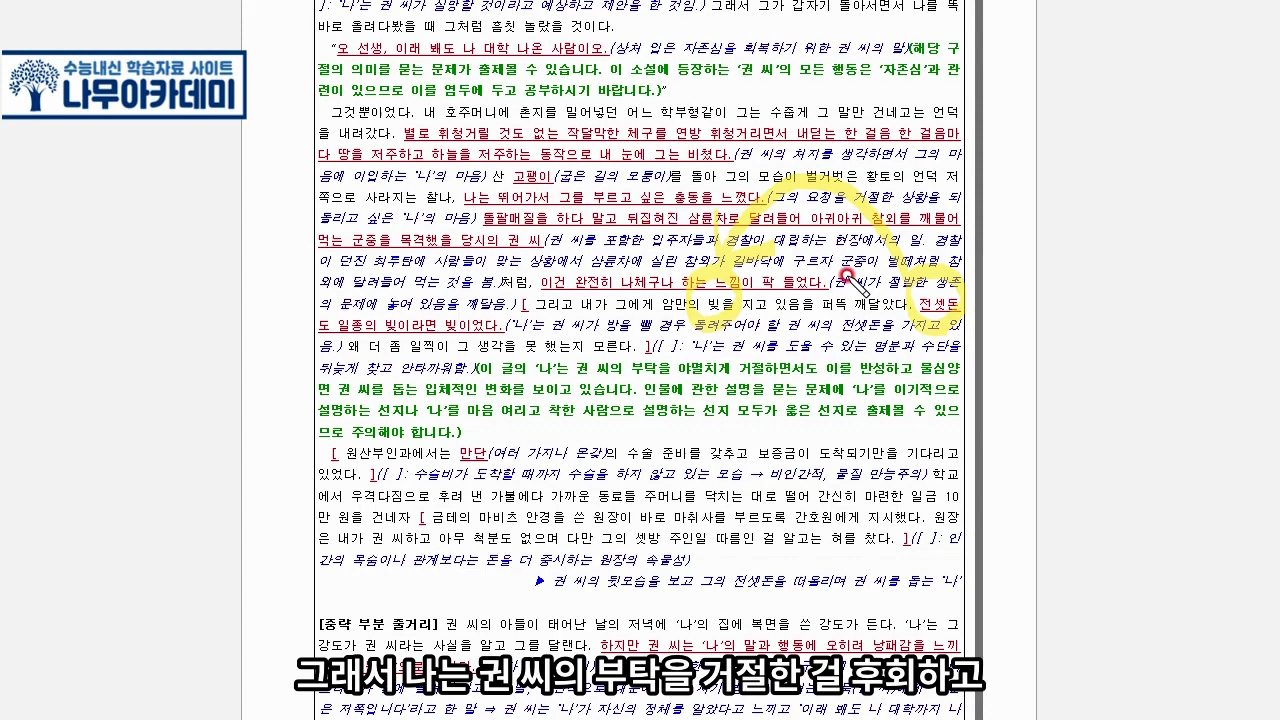 ]: '나'는 권 씨가 실망할 것이라고 예상하고 제안을 한 것임.) 그래서 그가 갑자기 돌아서면서 나를 똑
바로 올려다봤을 때 그처럼 흠칫 놀랐을 것이다.
"오 선생, 이래 봬도 나 대학 나온 사람이오.(상처 입은 자존심을 회복하기 위한 권 씨의 말)(해당 구
절의 의미를 묻는 문제가 출제될 수 있습니다. 이 소설에 등장하는 '권 씨'의 모든 행동은 '자존심'과 관
련이 있으므로 이를 염두에 두고 공부하시기 바랍니다.)"
수능내신 학습자료 사이트
나무아카데미
그것뿐이었다. 내 호주머니에 촌지를 밀어넣던 어느 학부형같이 그는 수줍게 그 말만 건네고는 언덕
을 내려갔다. 별로 휘청거릴 것도 없는 작달막한 체구를 연방 휘청거리면서 내딛는 한 걸음 한 걸음마
다 땅을 저주하고 하늘을 저주하는 동작으로 내 눈에 그는 비쳤다.(권 씨의 처지를 생각하면서 그의 마
음에 이입하는 '나'의 마음) 산 고팽이(굽은 길의 모퉁이)를 돌아 그의 모습이 벌거벗은 황토의 언덕 저
쪽으로 사라지는 찰나, 나는 뛰어가서 그를 부르고 싶은 충동을 느꼈다.(그의 요청을 거절한 상황을 되
돌리고 싶은 '나'의 마음) 돌팔매질을 하다 말고 뒤집혀진 삼륜차로 달려들어 아귀아귀 참외를 깨물어
먹는 군중을 목격했을 당시의 권 씨(권 씨를 포함한 입주자들과 경찰이 대립하는 현장에서의 일. 경찰
이 던진 최루탄에 사람들이 맞는 상황에서 삼륜차에 실린 참외가 길바닥에 구르자 군중이 벌떼처럼 참
외에 달려들어 먹는 것을 봄.)처럼, 이건 완전히 나체구나 하는 느낌이 팍 들었다.(권 씨가 절박한 생존
의 문제에 놓여 있음을 깨달음.) [ 그리고 내가 그에게 암만의 빚을 지고 있음을 퍼뜩 깨달았다. 전셋돈
도 일종의 빚이라면 빚이었다.('나'는 권 씨가 방을 뺄 경우 돌려주어야 할 권 씨의 전셋돈을 가지고 있
음.) 왜 더 좀 일찍이 그 생각을 못 했는지 모른다. ]([ ]: '나'는 권 씨를 도울 수 있는 명분과 수단을
뒤늦게 찾고 안타까워함.)(이 글의 '나'는 권 씨의 부탁을 야멸치게 거절하면서도 이를 반성하고 물심양
면 권 씨를 돕는 입체적인 변화를 보이고 있습니다. 인물에 관한 설명을 묻는 문제에 '나'를 이기적으로
설명하는 선지나 '나'를 마음 여리고 착한 사람으로 설명하는 선지 모두가 옳은 선지로 출제될 수 있으
므로 주의해야 합니다.)
[ 원산부인과에서는 만단(여러 가지나 온갖)의 수술 준비를 갖추고 보증금이 도착되기만을 기다리고
있었다. ]([ ]: 수술비가 도착할 때까지 수술을 하지 않고 있는 모습 → 비인간적, 물질 만능주의) 학교
에서 우격다짐으로 후려 낸 가불에다 가까운 동료들 주머니를 닥치는 대로 떨어 간신히 마련한 일금 10
만 원을 건네자 [ 금테의 마비츠 안경을 쓴 원장이 바로 마취사를 부르도록 간호원에게 지시했다. 원장
은 내가 권 씨하고 아무 척분도 없으며 다만 그의 셋방 주인일 따름인 걸 알고는 혀를 찼다. ]([ ]: 인
간의 목숨이나 관계보다는 돈을 더 중시하는 원장의 속물성)
▶ 권 씨의 뒷모습을 보고 그의 전셋돈을 떠올리며 권 씨를 돕는 '나'
[중략 부분 줄거리] 권 씨의 아들이 태어난 날의 저녁에 '나'의 집에 복면을 쓴 강도가 든다. '나'는 그
강도가 권 씨라는 사실을 알고 그를 달랜다. 하지만 권 씨는 '나'의 말과 행동에 오히려 낭패감을 느끼
그래서 나는 권 씨의 부탁을 거절한 걸 후회하고
은 저쪽입니다'라고 한 말 ⇒ 권 씨는 '나'가 자신의 정체를 알았다고 느끼고 "이래 봬도 나 대학까지 나